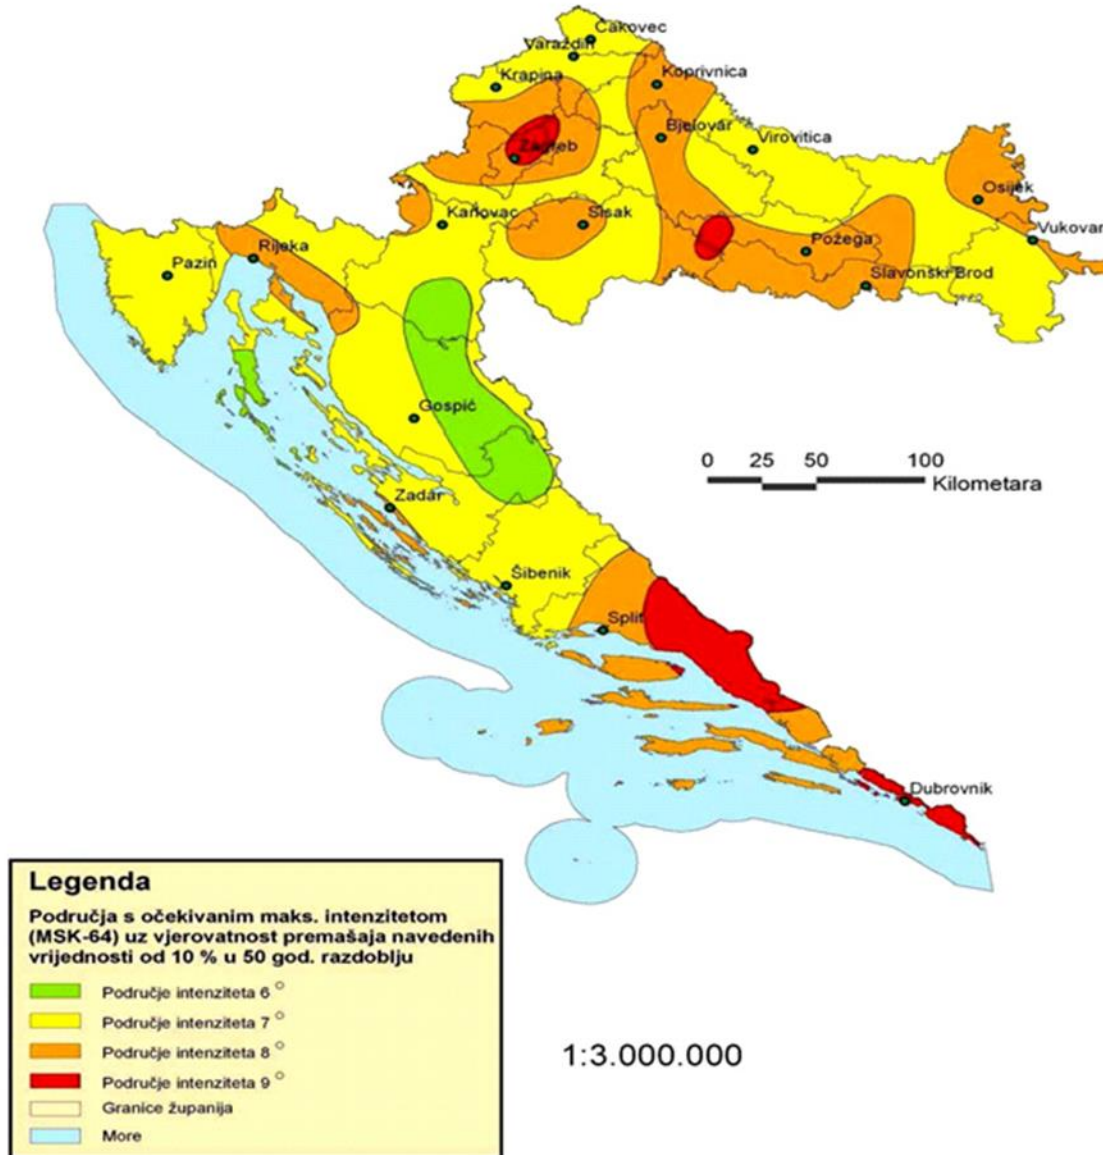 Čakovec
Varaždin
Krapina
Koprivnica
Bjelovar
Virovitica
Zagreb
Osijek
Karlovac
Sisak
Vukovar
Rijeka
Požega
Pazin
Slavonski Brod
Gospić
0 25 50 100
Kilometara
Zadar
Šibenik
Split
Dubrovnik
Legenda
Područja s očekivanim maks. intenzitetom
(MSK-64) uz vjerovatnost premašaja navedenih
vrijednosti od 10 % u 50 god. razdoblju
Područje intenziteta 6 °
Područje intenziteta 7 °
Područje intenziteta 8 °
Područje intenziteta 9 °
Granice županija
More
1:3.000.000